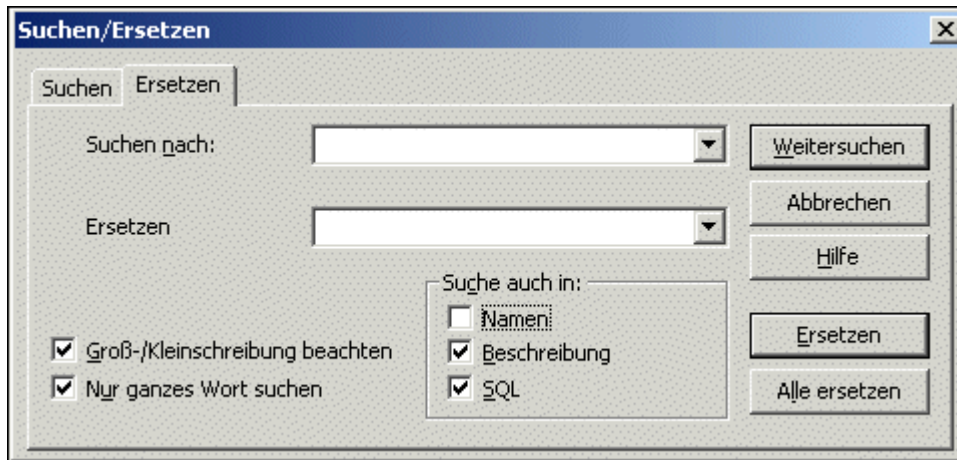 Suchen/Ersetzen
Suchen
Ersetzen
Suchen nach:
Weitersuchen
Abbrechen
Ersetzen
Hilfe
Suche auch in:
Namen
Ersetzen
Groß-/Kleinschreibung beachten
Beschreibung
Nur ganzes Wort suchen
SQL
Alle ersetzen